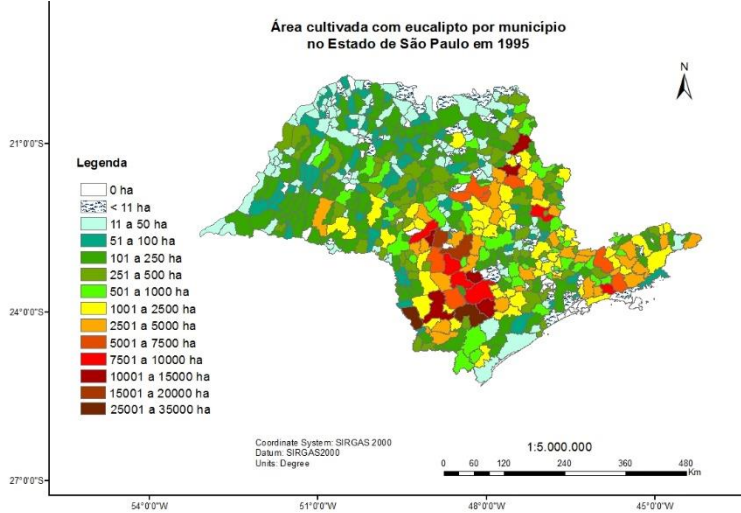 Área cultivada com eucalipto por município
no Estado de São Paulo em 1995
N
21°0'0"S
24°0'0"S
27°0'0"S
Legenda
0 ha
< 11 ha
11 a 50 ha
51 a 100 ha
101 a 250 ha
251 a 500 ha
501 a 1000 ha
1001 a 2500 ha
2501 a 5000 ha
5001 a 7500 ha
7501 a 10000 ha
10001 a 15000 ha
15001 a 20000 ha
25001 a 35000 ha
Coordinate System: SIRGAS 2000
Datum: SIRGAS2000
Units: Degree
1:5.000.000
0 60 120 240 360 480
Km
54°0'0"W 51°0'0"W 48°0'0"W 45°0'0"W